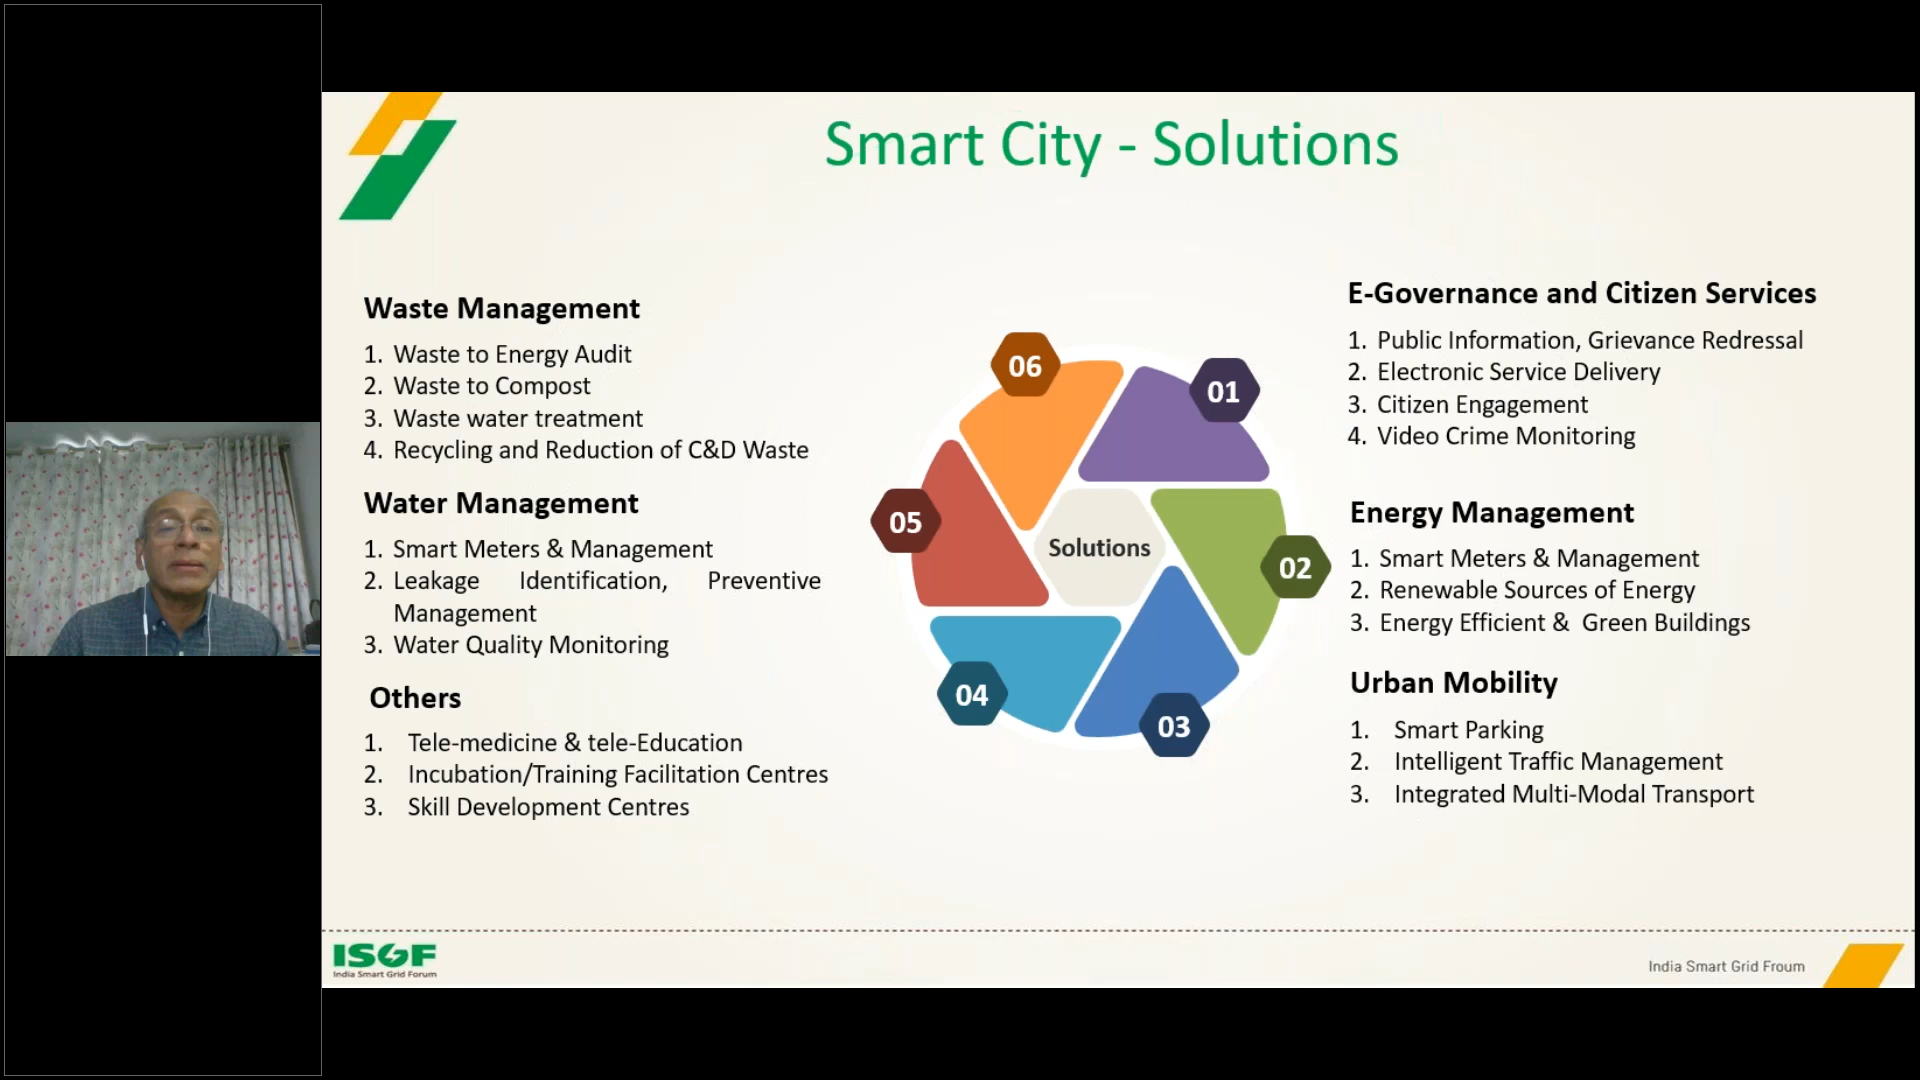 Smart City - Solutions
Waste Management
1. Waste to Energy Audit
2. Waste to Compost
3. Waste water treatment
4. Recycling and Reduction of C&D Waste
Water Management
1. Smart Meters & Management
2. Leakage Identification, Preventive
Management
3. Water Quality Monitoring
Others
1. Tele-medicine & tele-Education
2. Incubation/Training Facilitation Centres
3. Skill Development Centres
06
01
05
Solutions
02
04
03
E-Governance and Citizen Services
1. Public Information, Grievance Redressal
2. Electronic Service Delivery
3. Citizen Engagement
4. Video Crime Monitoring
Energy Management
1. Smart Meters & Management
2. Renewable Sources of Energy
3. Energy Efficient & Green Buildings
Urban Mobility
1. Smart Parking
2. Intelligent Traffic Management
3. Integrated Multi-Modal Transport
ISGF
India Smart Grid Forum
India Smart Grid Froum